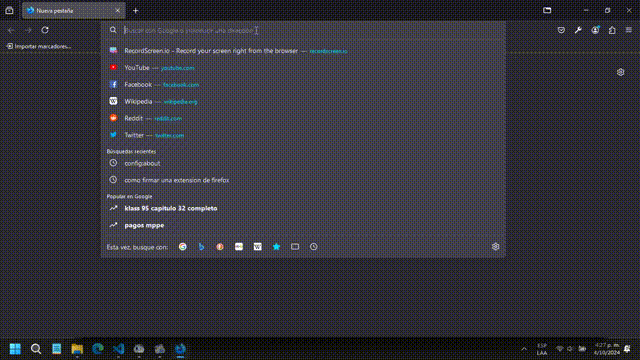 Nueva pestaña
Buscar con Google o introducir una dirección
Importar marcadores...
RecordScreen.io - Record your screen right from the browser — recordscreen.io
YouTube — youtube.com
Facebook — facebook.com
Wikipedia — wikipedia.org
Reddit — reddit.com
Twitter — twitter.com
Búsquedas recientes
config:about
como firmar una extension de firefox
Popular en Google
klass 95 capitulo 32 completo
pagos mppe
Esta vez, busque con:
ESP
LAA
4:27 p. m.
4/10/2024